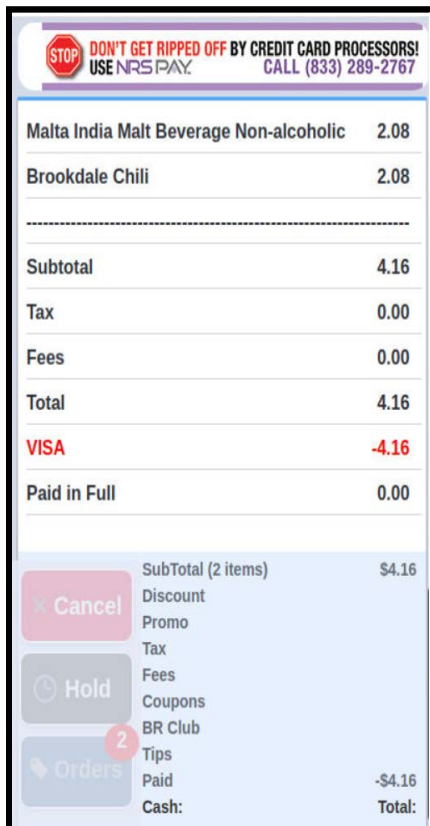 STOP DON'T GET RIPPED OFF BY CREDIT CARD PROCESSORS!
USE NRS PAY. CALL (833) 289-2767
Malta India Malt Beverage Non-alcoholic 2.08
Brookdale Chili 2.08
--------------------------------------------------------------------
Subtotal 4.16
Tax 0.00
Fees 0.00
Total 4.16
VISA -4.16
Paid in Full 0.00
SubTotal (2 items) $4.16
× Cancel
Discount
Promo
Tax
Fees
Hold
Coupons
BR Club
2
Tips
Orders
Paid -$4.16
Cash: Total: